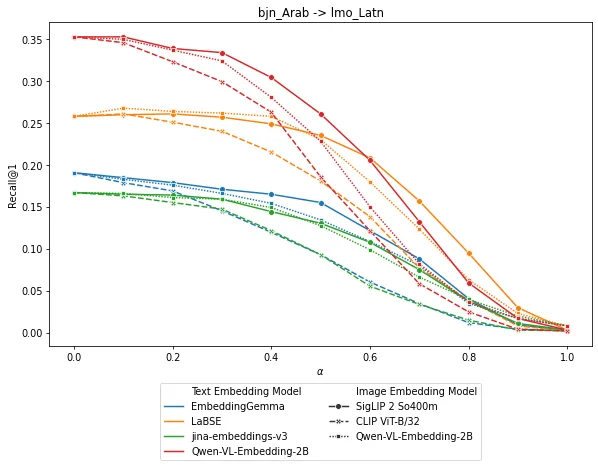 bjn_Arab -> lmo_Latn
Recall@1
0.35
0.30
0.25
0.20
0.15
0.10
0.05
0.00
0.0 0.2 0.4 0.6 0.8 1.0
α
Text Embedding Model
EmbeddingGemma
LaBSE
jina-embeddings-v3
Qwen-VL-Embedding-2B
Image Embedding Model
SigLIP 2 So400m
CLIP ViT-B/32
Qwen-VL-Embedding-2B